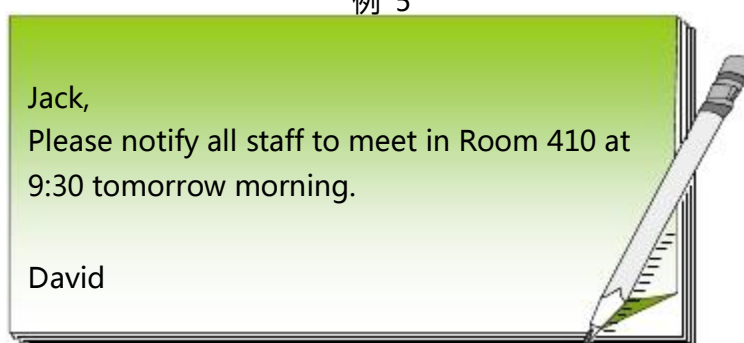 例 5
Jack,
Please notify all staff to meet in Room 410 at
9:30 tomorrow morning.
David